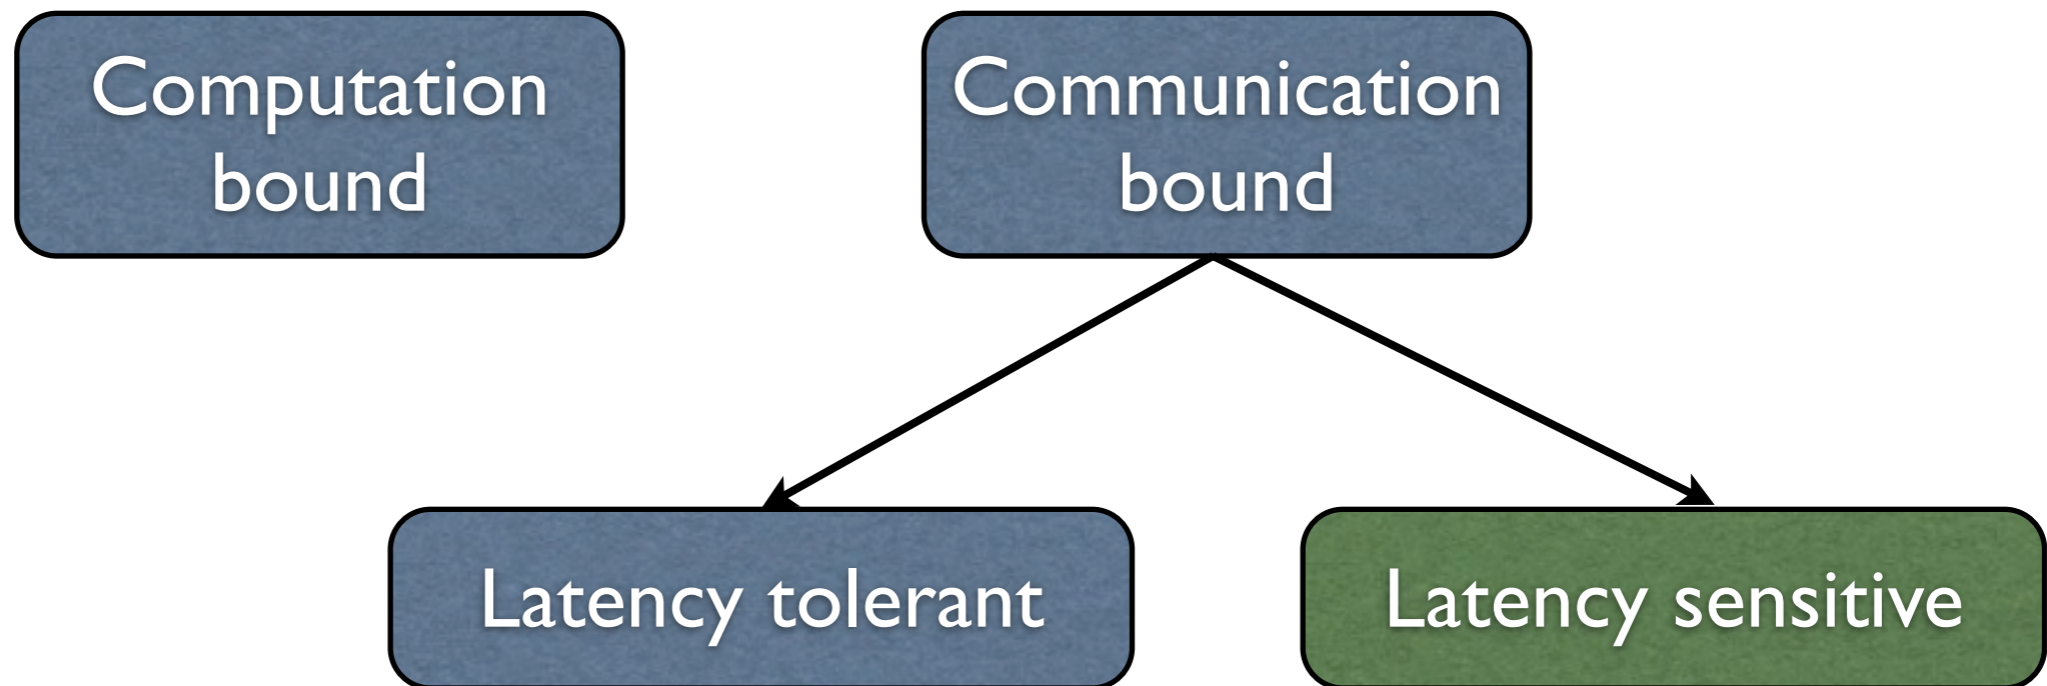 Computation
bound
Communication
bound
Latency tolerant
Latency sensitive